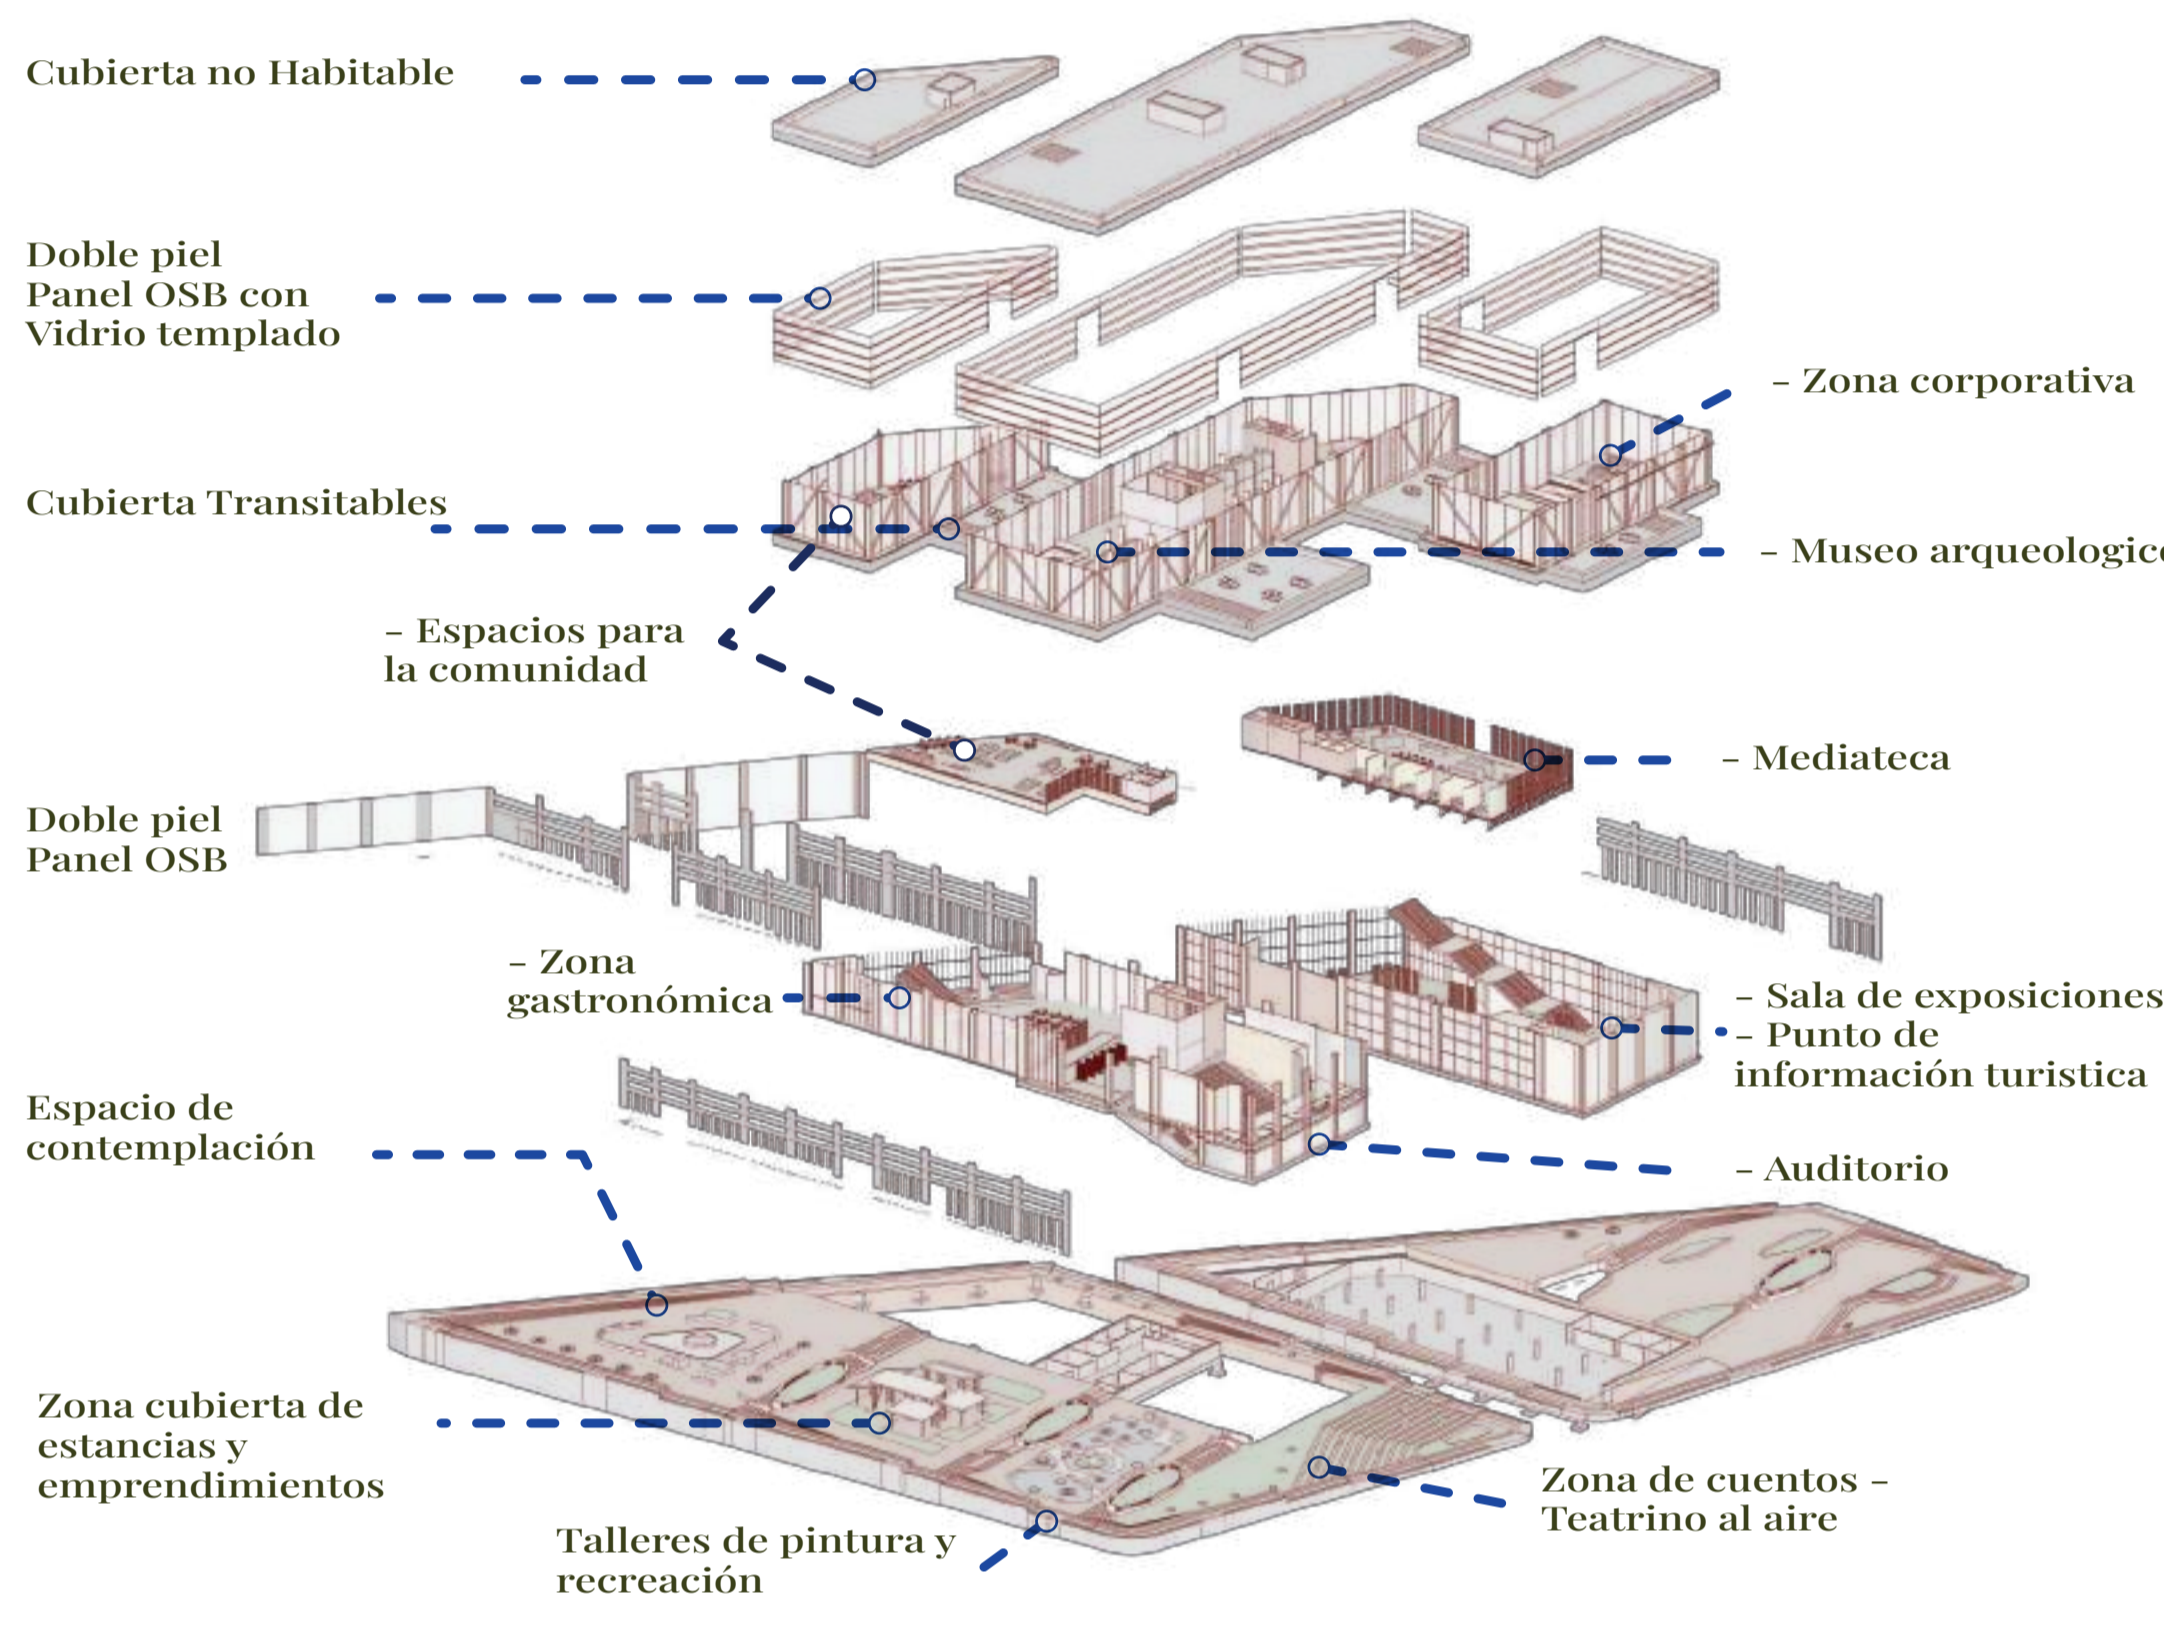 Cubierta no Habitable
Doble piel
Panel OSB con
Vidrio templado
- Zona corporativa
Cubierta Transitables
- Museo arqueologico
- Espacios para
la comunidad
- Mediateca
Doble piel
Panel OSB
- Zona
gastronómica
- Sala de exposiciones
- Punto de
información turistica
Espacio de
contemplación
- Auditorio
Zona cubierta de
estancias y
emprendimientos
Zona de cuentos -
Teatrino al aire
Talleres de pintura y
recreación